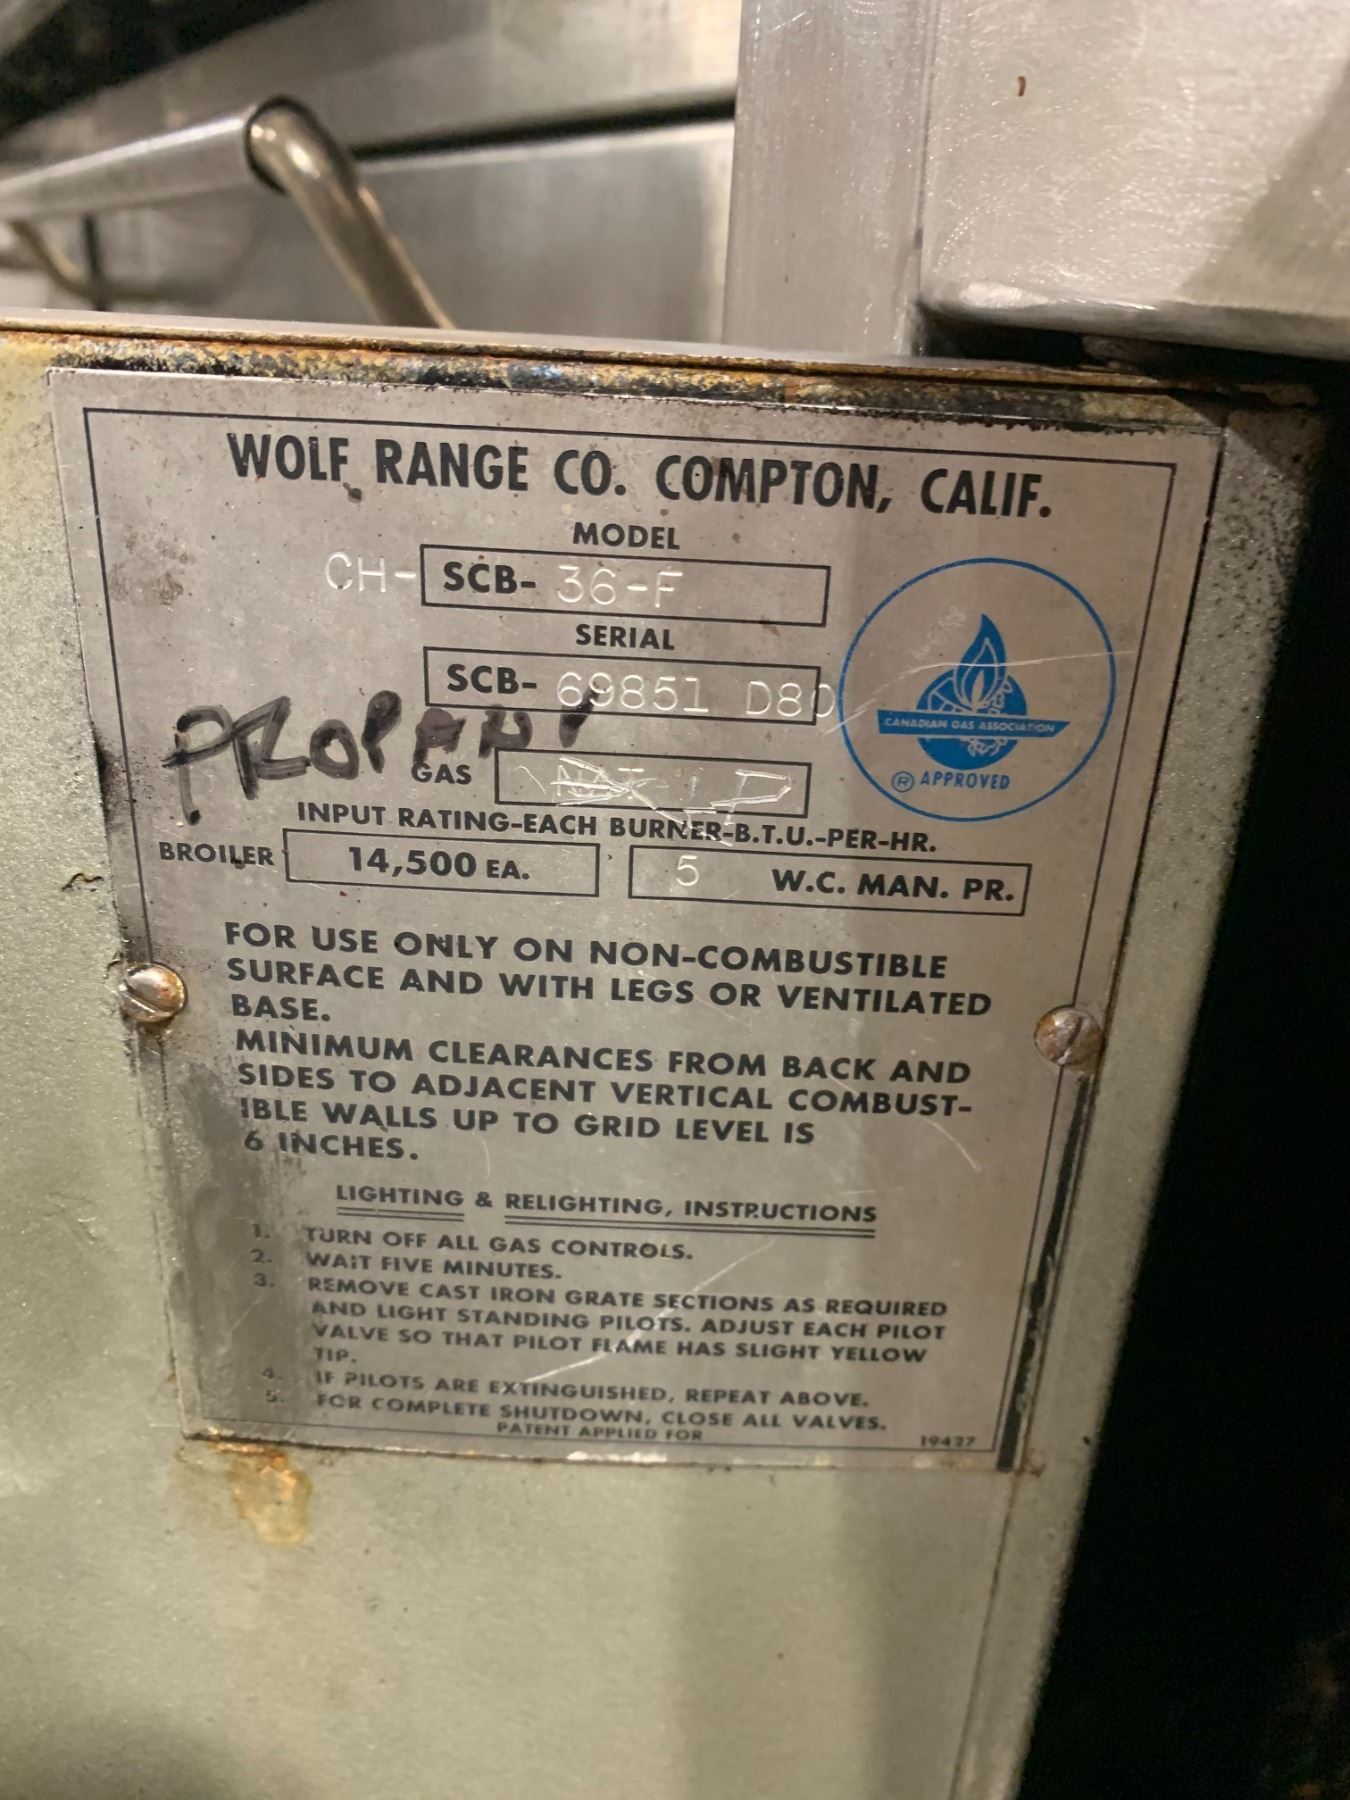 WOLF RANGE CO. COMPTON, CALIF.
MODEL
CH- SCB- 36-F
SERIAL
SCB- 69851 D80
PROPANE
GAS NAT LP
CANADIAN GAS ASSOCIATION
® APPROVED
INPUT RATING-EACH BURNER-B.T.U.-PER-HR.
BROILER 14,500 EA. 5 W.C. MAN. PR.
FOR USE ONLY ON NON-COMBUSTIBLE
SURFACE AND WITH LEGS OR VENTILATED
BASE.
MINIMUM CLEARANCES FROM BACK AND
SIDES TO ADJACENT VERTICAL COMBUST-
IBLE WALLS UP TO GRID LEVEL IS
6 INCHES.
LIGHTING & RELIGHTING, INSTRUCTIONS
1. TURN OFF ALL GAS CONTROLS.
2. WAIT FIVE MINUTES.
3. REMOVE CAST IRON GRATE SECTIONS AS REQUIRED
AND LIGHT STANDING PILOTS. ADJUST EACH PILOT
VALVE SO THAT PILOT FLAME HAS SLIGHT YELLOW
TIP.
4. IF PILOTS ARE EXTINGUISHED, REPEAT ABOVE.
5. FOR COMPLETE SHUTDOWN, CLOSE ALL VALVES.
PATENT APPLIED FOR 19427